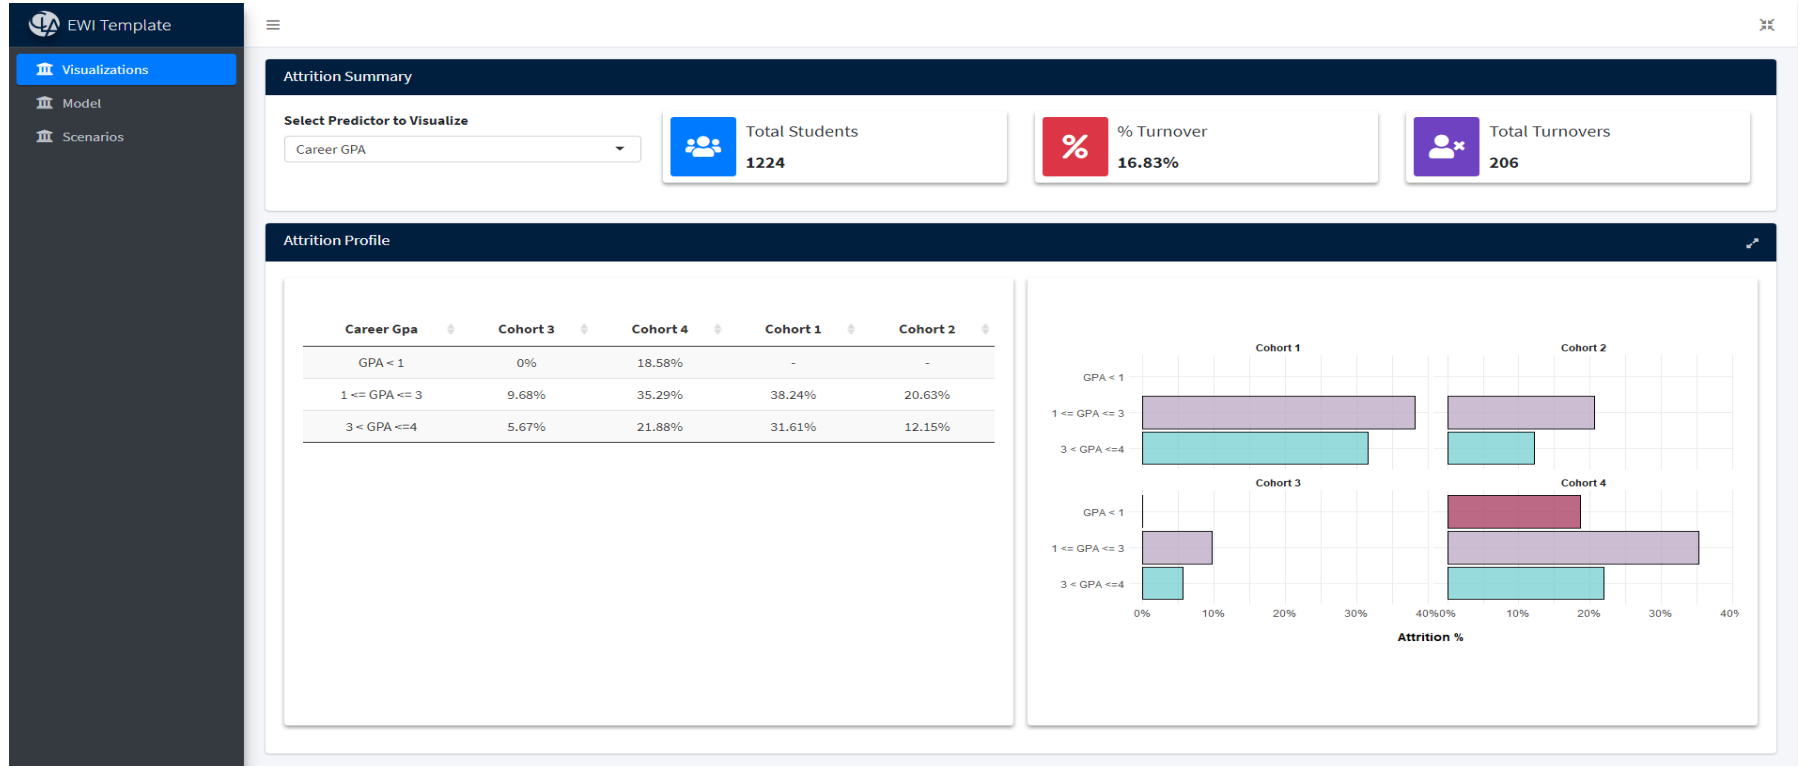 EWI Template
Visualizations
Model
Scenarios
Attrition Summary
Select Predictor to Visualize
Career GPA
Total Students
1224
% Turnover
16.83%
Total Turnovers
206
Attrition Profile
Career Gpa Cohort 3 Cohort 4 Cohort 1 Cohort 2
GPA < 1 0% 18.58% - -
1 <= GPA <= 3 9.68% 35.29% 38.24% 20.63%
3 < GPA <=4 5.67% 21.88% 31.61% 12.15%
Cohort 1 Cohort 2
GPA < 1
1 <= GPA <= 3
3 < GPA <=4
Cohort 3 Cohort 4
GPA < 1
1 <= GPA <= 3
3 < GPA <=4
0% 10% 20% 30% 40%0% 10% 20% 30% 40%
Attrition %